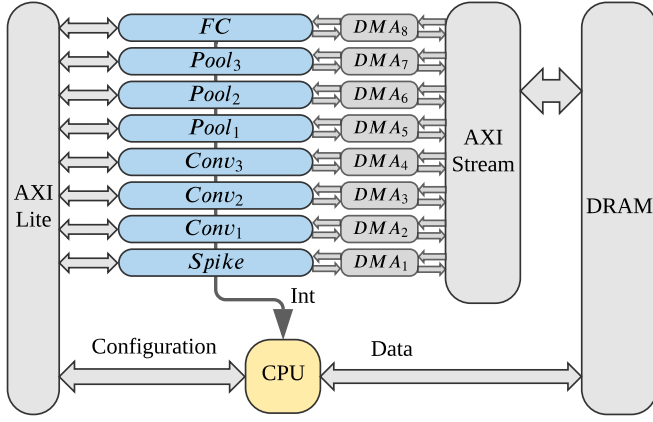 FC
DMA₈
Pool₃
DMA₇
Pool₂
DMA₆
Pool₁
DMA₅
Conv₃
DMA₄
Conv₂
DMA₃
Conv₁
DMA₂
Spike
DMA₁
AXI
Lite
AXI
Stream
DRAM
Int
Configuration
CPU
Data